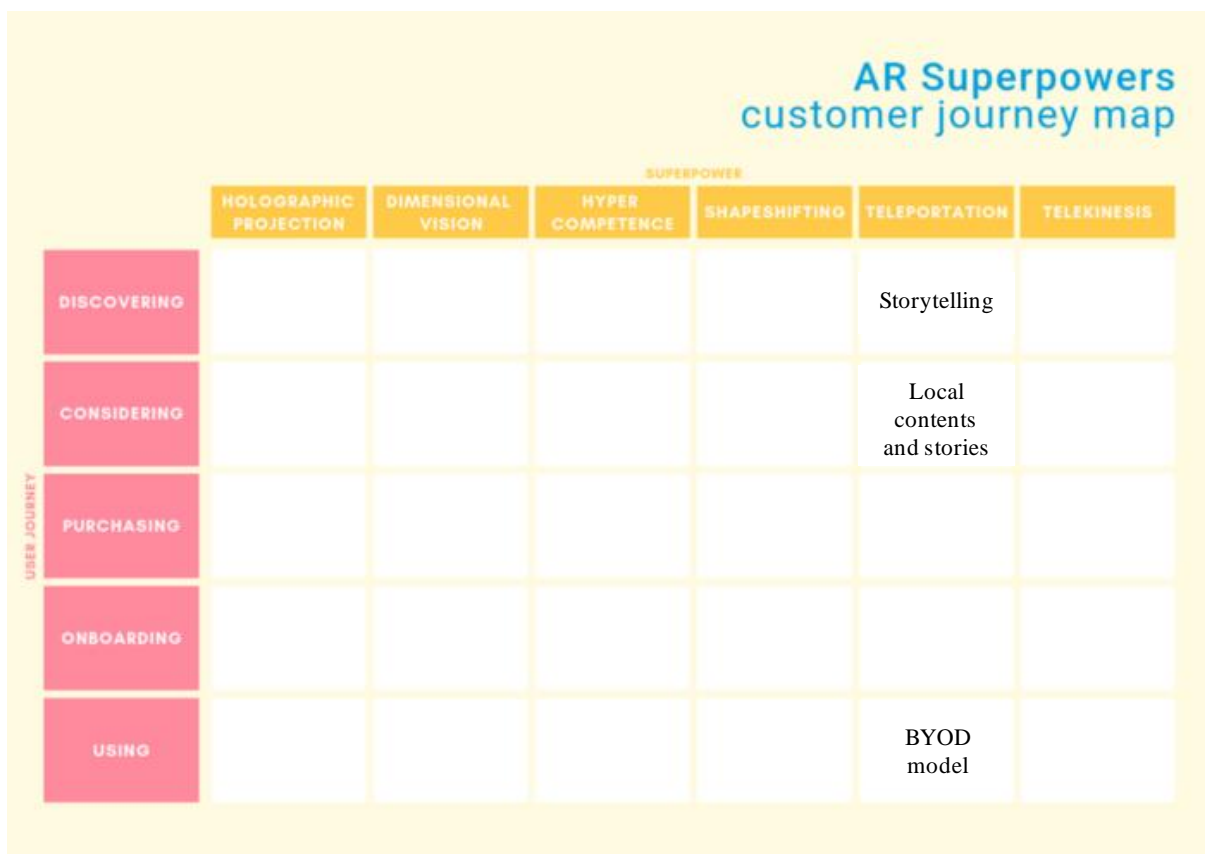 AR Superpowers
customer journey map
SUPERPOWER
HOLOGRAPHIC
PROJECTION
DIMENSIONAL
VISION
HYPER
COMPETENCE
SHAPESHIFTING
TELEPORTATION
TELEKINESIS
USER JOURNEY
DISCOVERING
Storytelling
CONSIDERING
Local
contents
and stories
PURCHASING
ONBOARDING
USING
BYOD
model